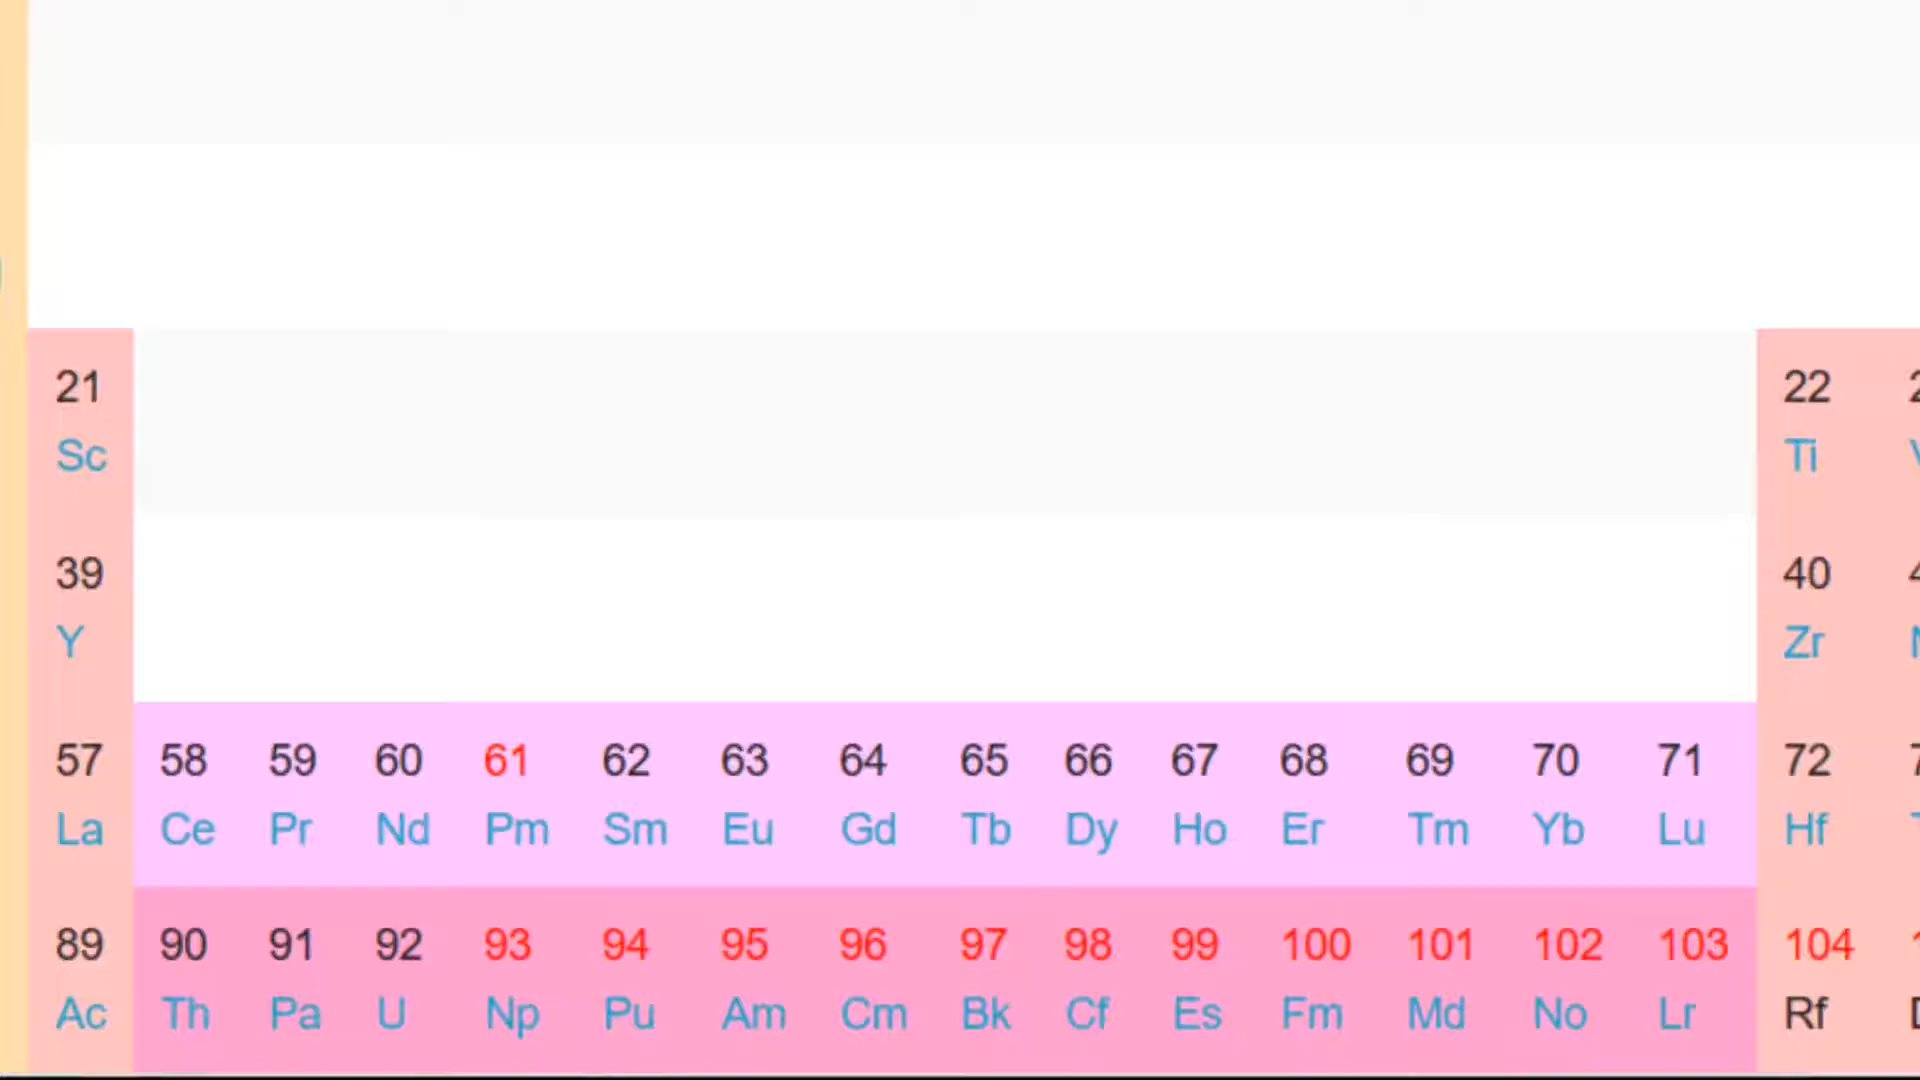 21 22
Sc Ti
39 40
Y Zr
57 58 59 60 61 62 63 64 65 66 67 68 69 70 71 72
La Ce Pr Nd Pm Sm Eu Gd Tb Dy Ho Er Tm Yb Lu Hf
89 90 91 92 93 94 95 96 97 98 99 100 101 102 103 104
Ac Th Pa U Np Pu Am Cm Bk Cf Es Fm Md No Lr Rf